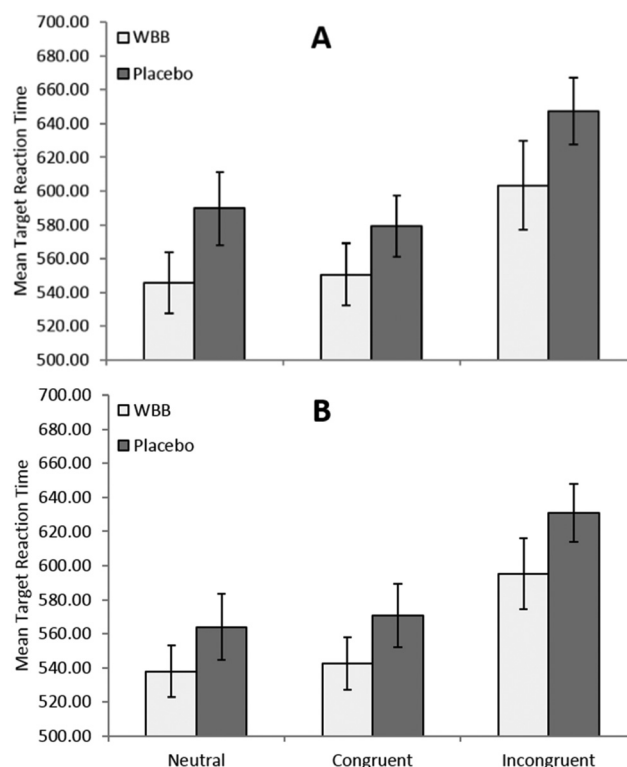 A
WBB
Placebo
Mean Target Reaction Time
700.00
680.00
660.00
640.00
620.00
600.00
580.00
560.00
540.00
520.00
500.00
B
WBB
Placebo
Mean Target Reaction Time
700.00
680.00
660.00
640.00
620.00
600.00
580.00
560.00
540.00
520.00
500.00
Neutral Congruent Incongruent